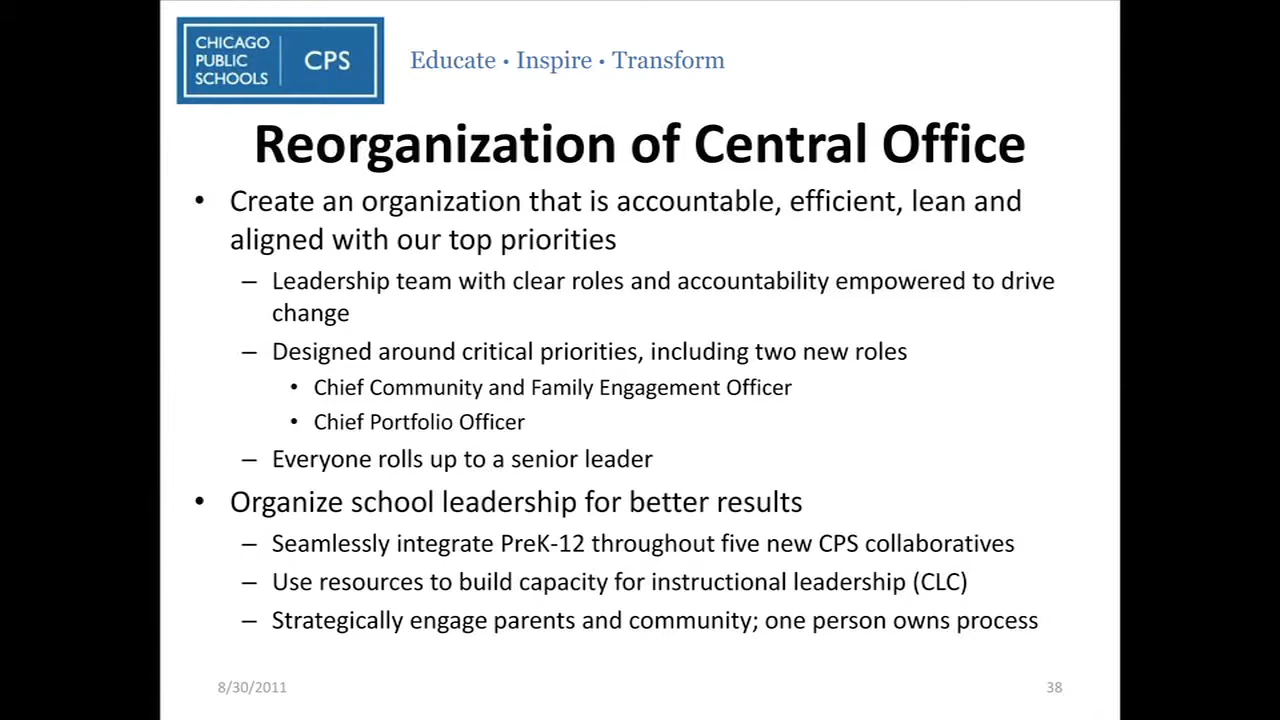 CHICAGO
PUBLIC
SCHOOLS
CPS
Educate • Inspire • Transform
Reorganization of Central Office
• Create an organization that is accountable, efficient, lean and
aligned with our top priorities
– Leadership team with clear roles and accountability empowered to drive
change
– Designed around critical priorities, including two new roles
• Chief Community and Family Engagement Officer
• Chief Portfolio Officer
– Everyone rolls up to a senior leader
• Organize school leadership for better results
– Seamlessly integrate PreK-12 throughout five new CPS collaboratives
– Use resources to build capacity for instructional leadership (CLC)
– Strategically engage parents and community; one person owns process
8/30/2011
38